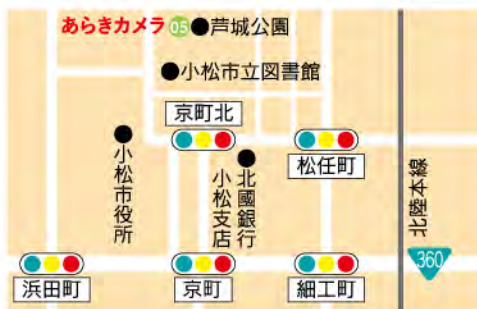 あらきカメラ 05 ●芦城公園
●小松市立図書館
京町北
松任町
小松市役所
北國銀行
小松支店
北陸本線
360
浜田町
京町
細工町